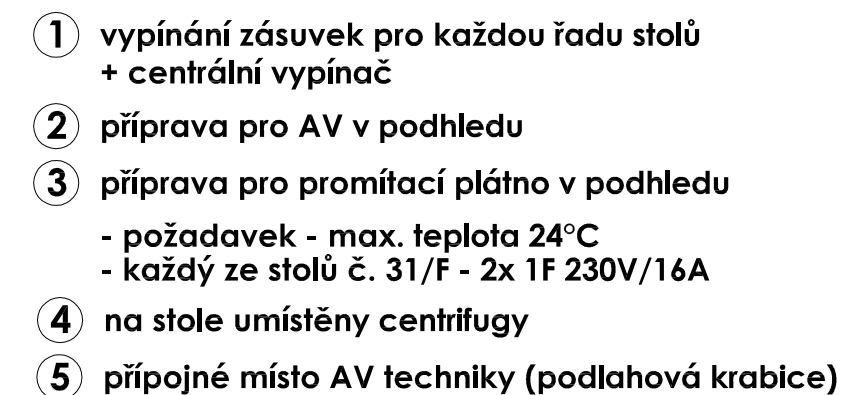 1 vypínání zásuvek pro každou řadu stolů
+ centrální vypínač
2 příprava pro AV v podhledu
3 příprava pro promítací plátno v podhledu
- požadavek - max. teplota 24°C
- každý ze stolů č. 31/F - 2x 1F 230V/16A
4 na stole umístěny centrifugy
5 přípojné místo AV techniky (podlahová krabice)